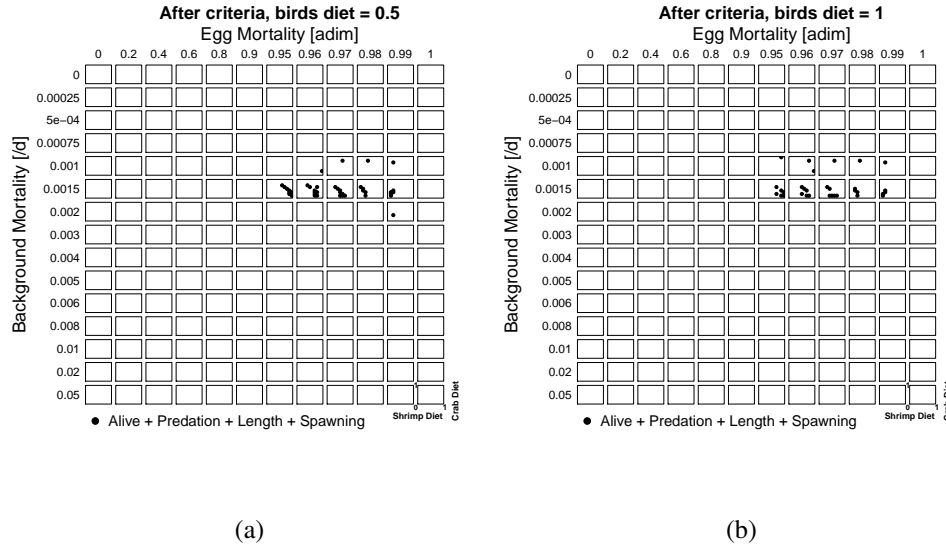 After criteria, birds diet = 0.5
Egg Mortality [adim]
0 0.2 0.4 0.6 0.8 0.9 0.95 0.96 0.97 0.98 0.99 1
Background Mortality [/d]
0
0.00025
5e−04
0.00075
0.001
0.0015
0.002
0.003
0.004
0.005
0.006
0.008
0.01
0.02
0.05
1
0 1
Shrimp Diet
Crab Diet
● Alive + Predation + Length + Spawning
(a)
After criteria, birds diet = 1
Egg Mortality [adim]
0 0.2 0.4 0.6 0.8 0.9 0.95 0.96 0.97 0.98 0.99 1
Background Mortality [/d]
0
0.00025
5e−04
0.00075
0.001
0.0015
0.002
0.003
0.004
0.005
0.006
0.008
0.01
0.02
0.05
1
0 1
Shrimp Diet
Crab Diet
● Alive + Predation + Length + Spawning
(b)